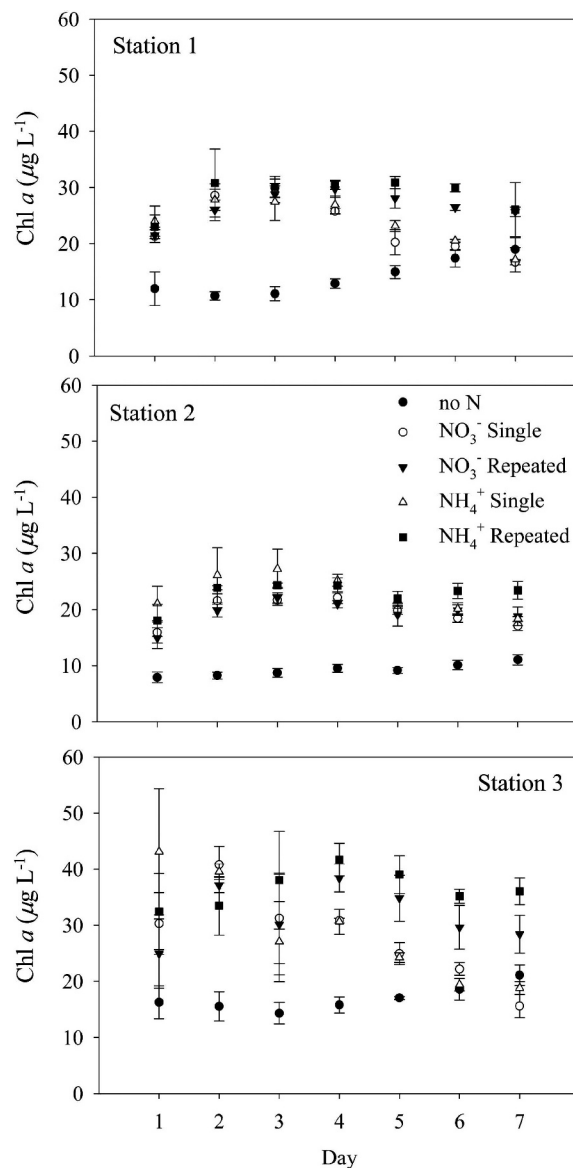 Station 1
Chl a (µg L⁻¹)
60
50
40
30
20
10
0
Station 2
Chl a (µg L⁻¹)
60
50
40
30
20
10
0
no N
NO₃⁻ Single
NO₃⁻ Repeated
NH₄⁺ Single
NH₄⁺ Repeated
Station 3
Chl a (µg L⁻¹)
60
50
40
30
20
10
0
1 2 3 4 5 6 7
Day